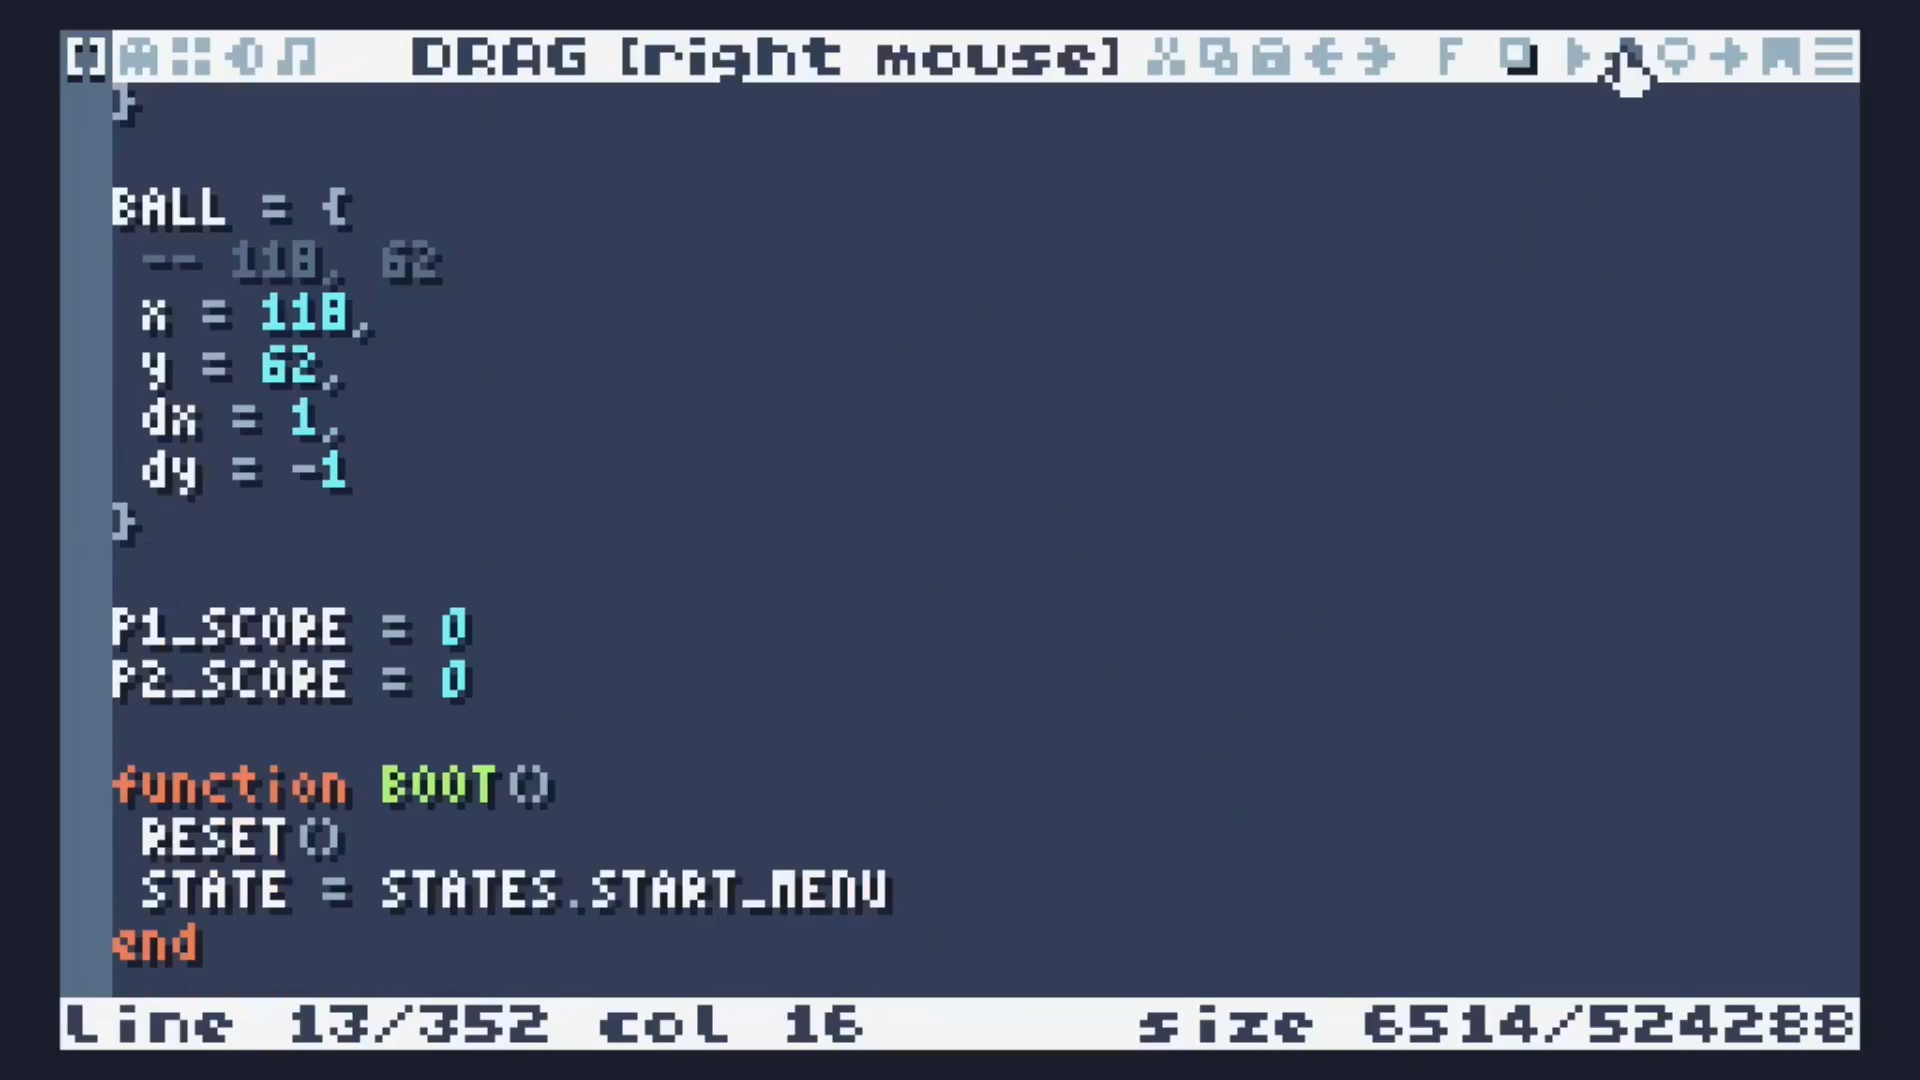 DRAG [right mouse]
F
}
BALL = {
-- 118, 62
x = 118,
y = 62,
dx = 1,
dy = -1
}
P1_SCORE = 0
P2_SCORE = 0
function BOOT()
RESET()
STATE = STATES.START_MENU
end
line 13/352 col 16
size 6514/524288